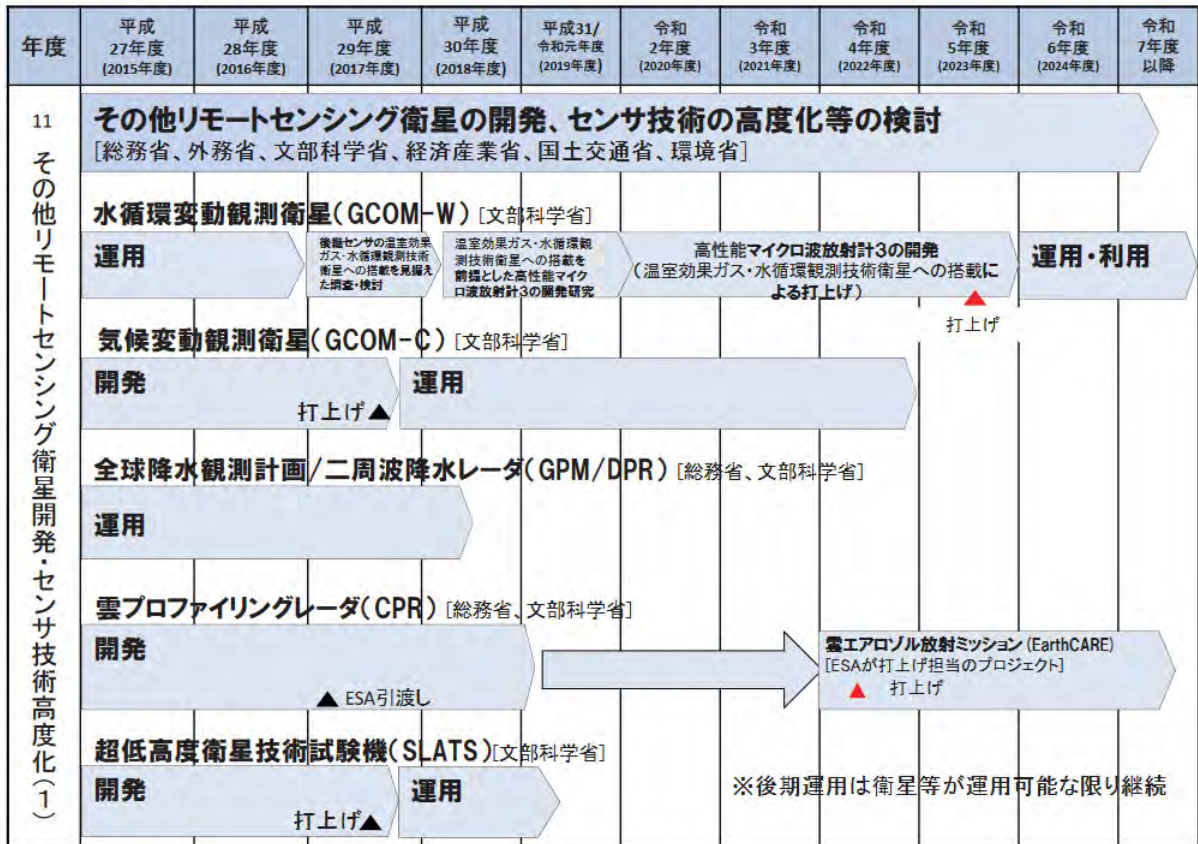 年度
平成
27年度
(2015年度)
平成
28年度
(2016年度)
平成
29年度
(2017年度)
平成
30年度
(2018年度)
平成31/
令和元年度
(2019年度)
令和
2年度
(2020年度)
令和
3年度
(2021年度)
令和
4年度
(2022年度)
令和
5年度
(2023年度)
令和
6年度
(2024年度)
令和
7年度
以降
11 その他リモートセンシング衛星開発・センサ技術高度化(1)
その他リモートセンシング衛星の開発、センサ技術の高度化等の検討
[総務省、外務省、文部科学省、経済産業省、国土交通省、環境省]
水循環変動観測衛星(GCOM-W) [文部科学省]
運用
後継センサの温室効果
ガス・水循環観測技術
衛星への搭載を見据え
た調査・検討
温室効果ガス・水循環観
測技術衛星への搭載を
前提とした高性能マイク
ロ波放射計3の開発研究
高性能マイクロ波放射計3の開発
(温室効果ガス・水循環観測技術衛星への搭載に
よる打上げ)
運用・利用
▲
打上げ
気候変動観測衛星(GCOM-C) [文部科学省]
開発
打上げ▲
運用
全球降水観測計画/二周波降水レーダ(GPM/DPR) [総務省、文部科学省]
運用
雲プロファイリングレーダ(CPR) [総務省、文部科学省]
開発
▲ ESA引渡し
雲エアロゾル放射ミッション(EarthCARE)
[ESAが打上げ担当のプロジェクト]
▲ 打上げ
超低高度衛星技術試験機(SLATS)[文部科学省]
開発
打上げ▲
運用
※後期運用は衛星等が運用可能な限り継続